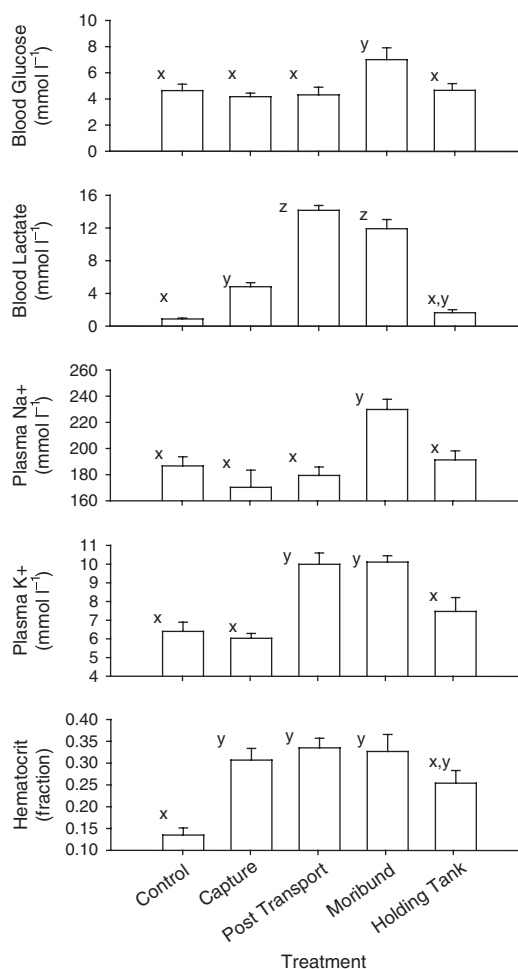 10
8
6
4
2
0
Blood Glucose
(mmol l⁻¹)
x
x
x
y
x
16
12
8
4
0
Blood Lactate
(mmol l⁻¹)
x
y
z
z
x,y
260
220
200
180
160
Plasma Na+
(mmol l⁻¹)
x
x
x
y
x
11
10
9
8
7
6
5
4
Plasma K+
(mmol l⁻¹)
x
x
y
y
x
0.40
0.35
0.30
0.25
0.15
0.10
Hematocrit
(fraction)
x
y
y
y
x,y
Control
Capture
Post Transport
Moribund
Holding Tank
Treatment